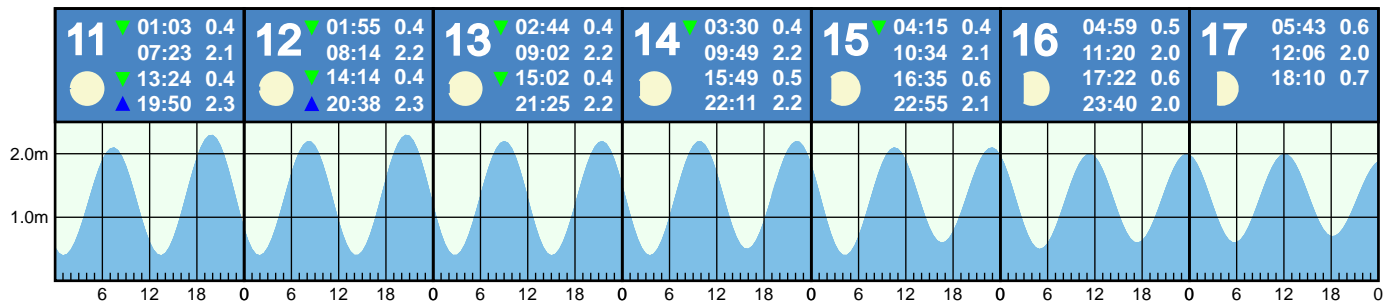 11
▼ 01:03 0.4
07:23 2.1
▼ 13:24 0.4
▲ 19:50 2.3
12
▼ 01:55 0.4
08:14 2.2
▼ 14:14 0.4
▲ 20:38 2.3
13
▼ 02:44 0.4
09:02 2.2
▼ 15:02 0.4
21:25 2.2
14
▼ 03:30 0.4
09:49 2.2
15:49 0.5
22:11 2.2
15
▼ 04:15 0.4
10:34 2.1
16:35 0.6
22:55 2.1
16
04:59 0.5
11:20 2.0
17:22 0.6
23:40 2.0
17
05:43 0.6
12:06 2.0
18:10 0.7
2.0m
1.0m
6 12 18 0 6 12 18 0 6 12 18 0 6 12 18 0 6 12 18 0 6 12 18 0 6 12 18 0